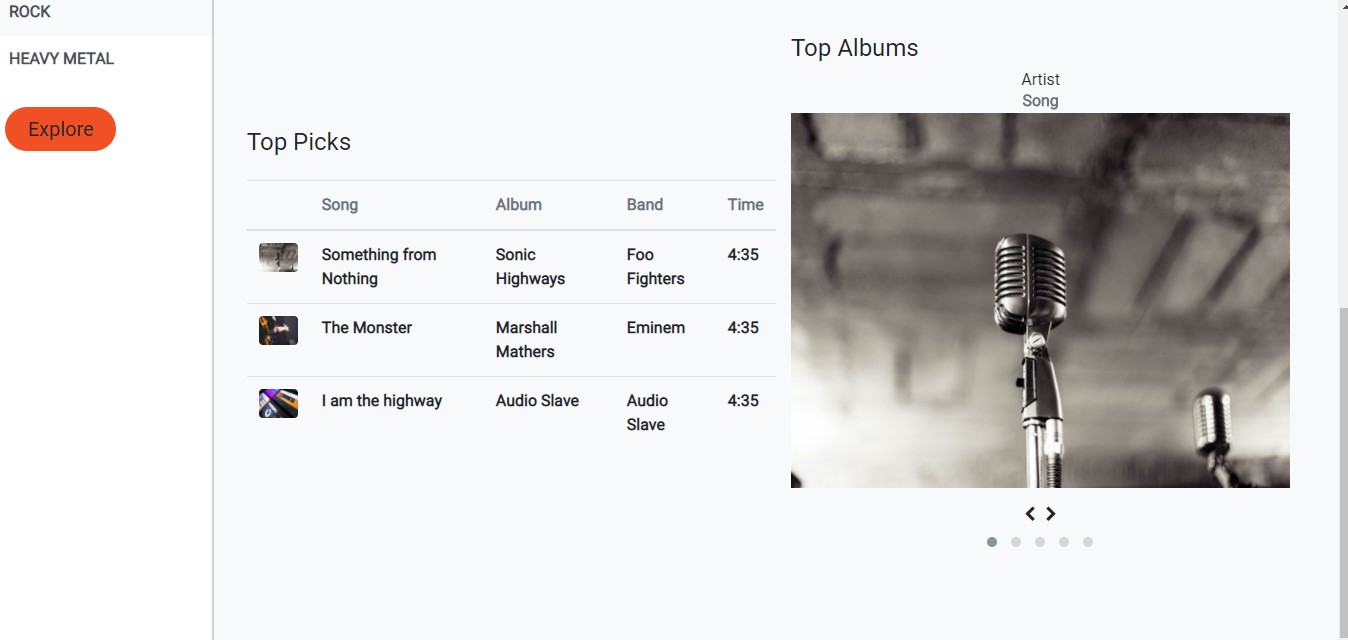 ROCK
HEAVY METAL
Explore
Top Picks
Song Album Band Time
Something from Sonic Foo 4:35
Nothing Highways Fighters
The Monster Marshall Eminem 4:35
Mathers
I am the highway Audio Slave Audio 4:35
Slave
Top Albums
Artist
Song